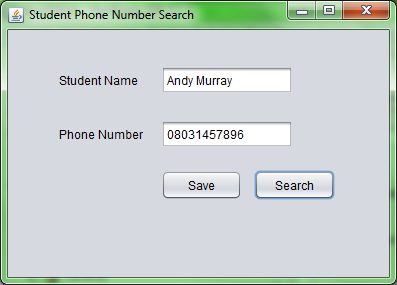 Student Phone Number Search
Student Name Andy Murray
Phone Number 08031457896
Save Search